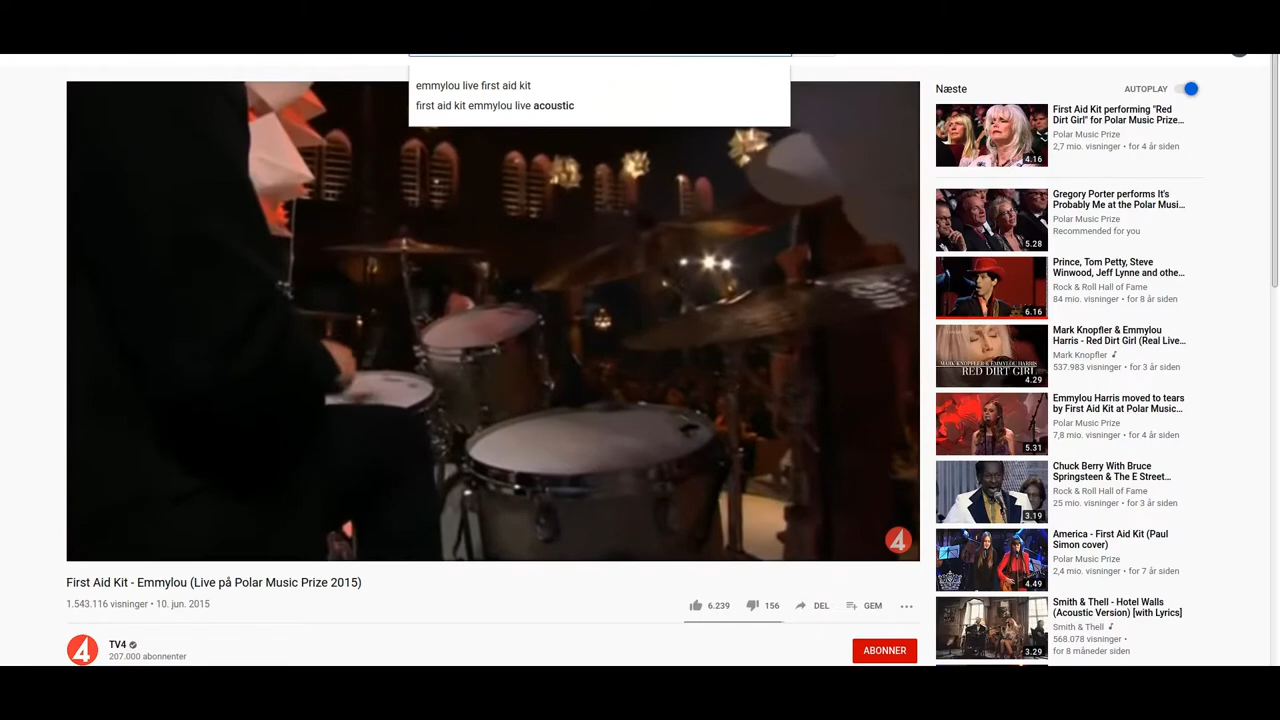 emmylou live first aid kit
first aid kit emmylou live acoustic
4
First Aid Kit - Emmylou (Live på Polar Music Prize 2015)
1.543.116 visninger • 10. jun. 2015
6.239
156
DEL
GEM
4
TV4
207.000 abonnenter
ABONNER
Næste
AUTOPLAY
4.16
First Aid Kit performing "Red
Dirt Girl" for Polar Music Prize...
Polar Music Prize
2,7 mio. visninger • for 4 år siden
5.28
Gregory Porter performs It's
Probably Me at the Polar Musi...
Polar Music Prize
Recommended for you
6.16
Prince, Tom Petty, Steve
Winwood, Jeff Lynne and othe...
Rock & Roll Hall of Fame
84 mio. visninger • for 8 år siden
MARK KNOPFLER & EMMYLOU HARRIS
RED DIRT GIRL
4.29
Mark Knopfler & Emmylou
Harris - Red Dirt Girl (Real Live...
Mark Knopfler
537.983 visninger • for 3 år siden
5.31
Emmylou Harris moved to tears
by First Aid Kit at Polar Music...
Polar Music Prize
7,8 mio. visninger • for 4 år siden
3.19
Chuck Berry With Bruce
Springsteen & The E Street...
Rock & Roll Hall of Fame
25 mio. visninger • for 3 år siden
4.49
America - First Aid Kit (Paul
Simon cover)
Polar Music Prize
2,4 mio. visninger • for 7 år siden
3.29
Smith & Thell - Hotel Walls
(Acoustic Version) [with Lyrics]
Smith & Thell
568.078 visninger •
for 8 måneder siden